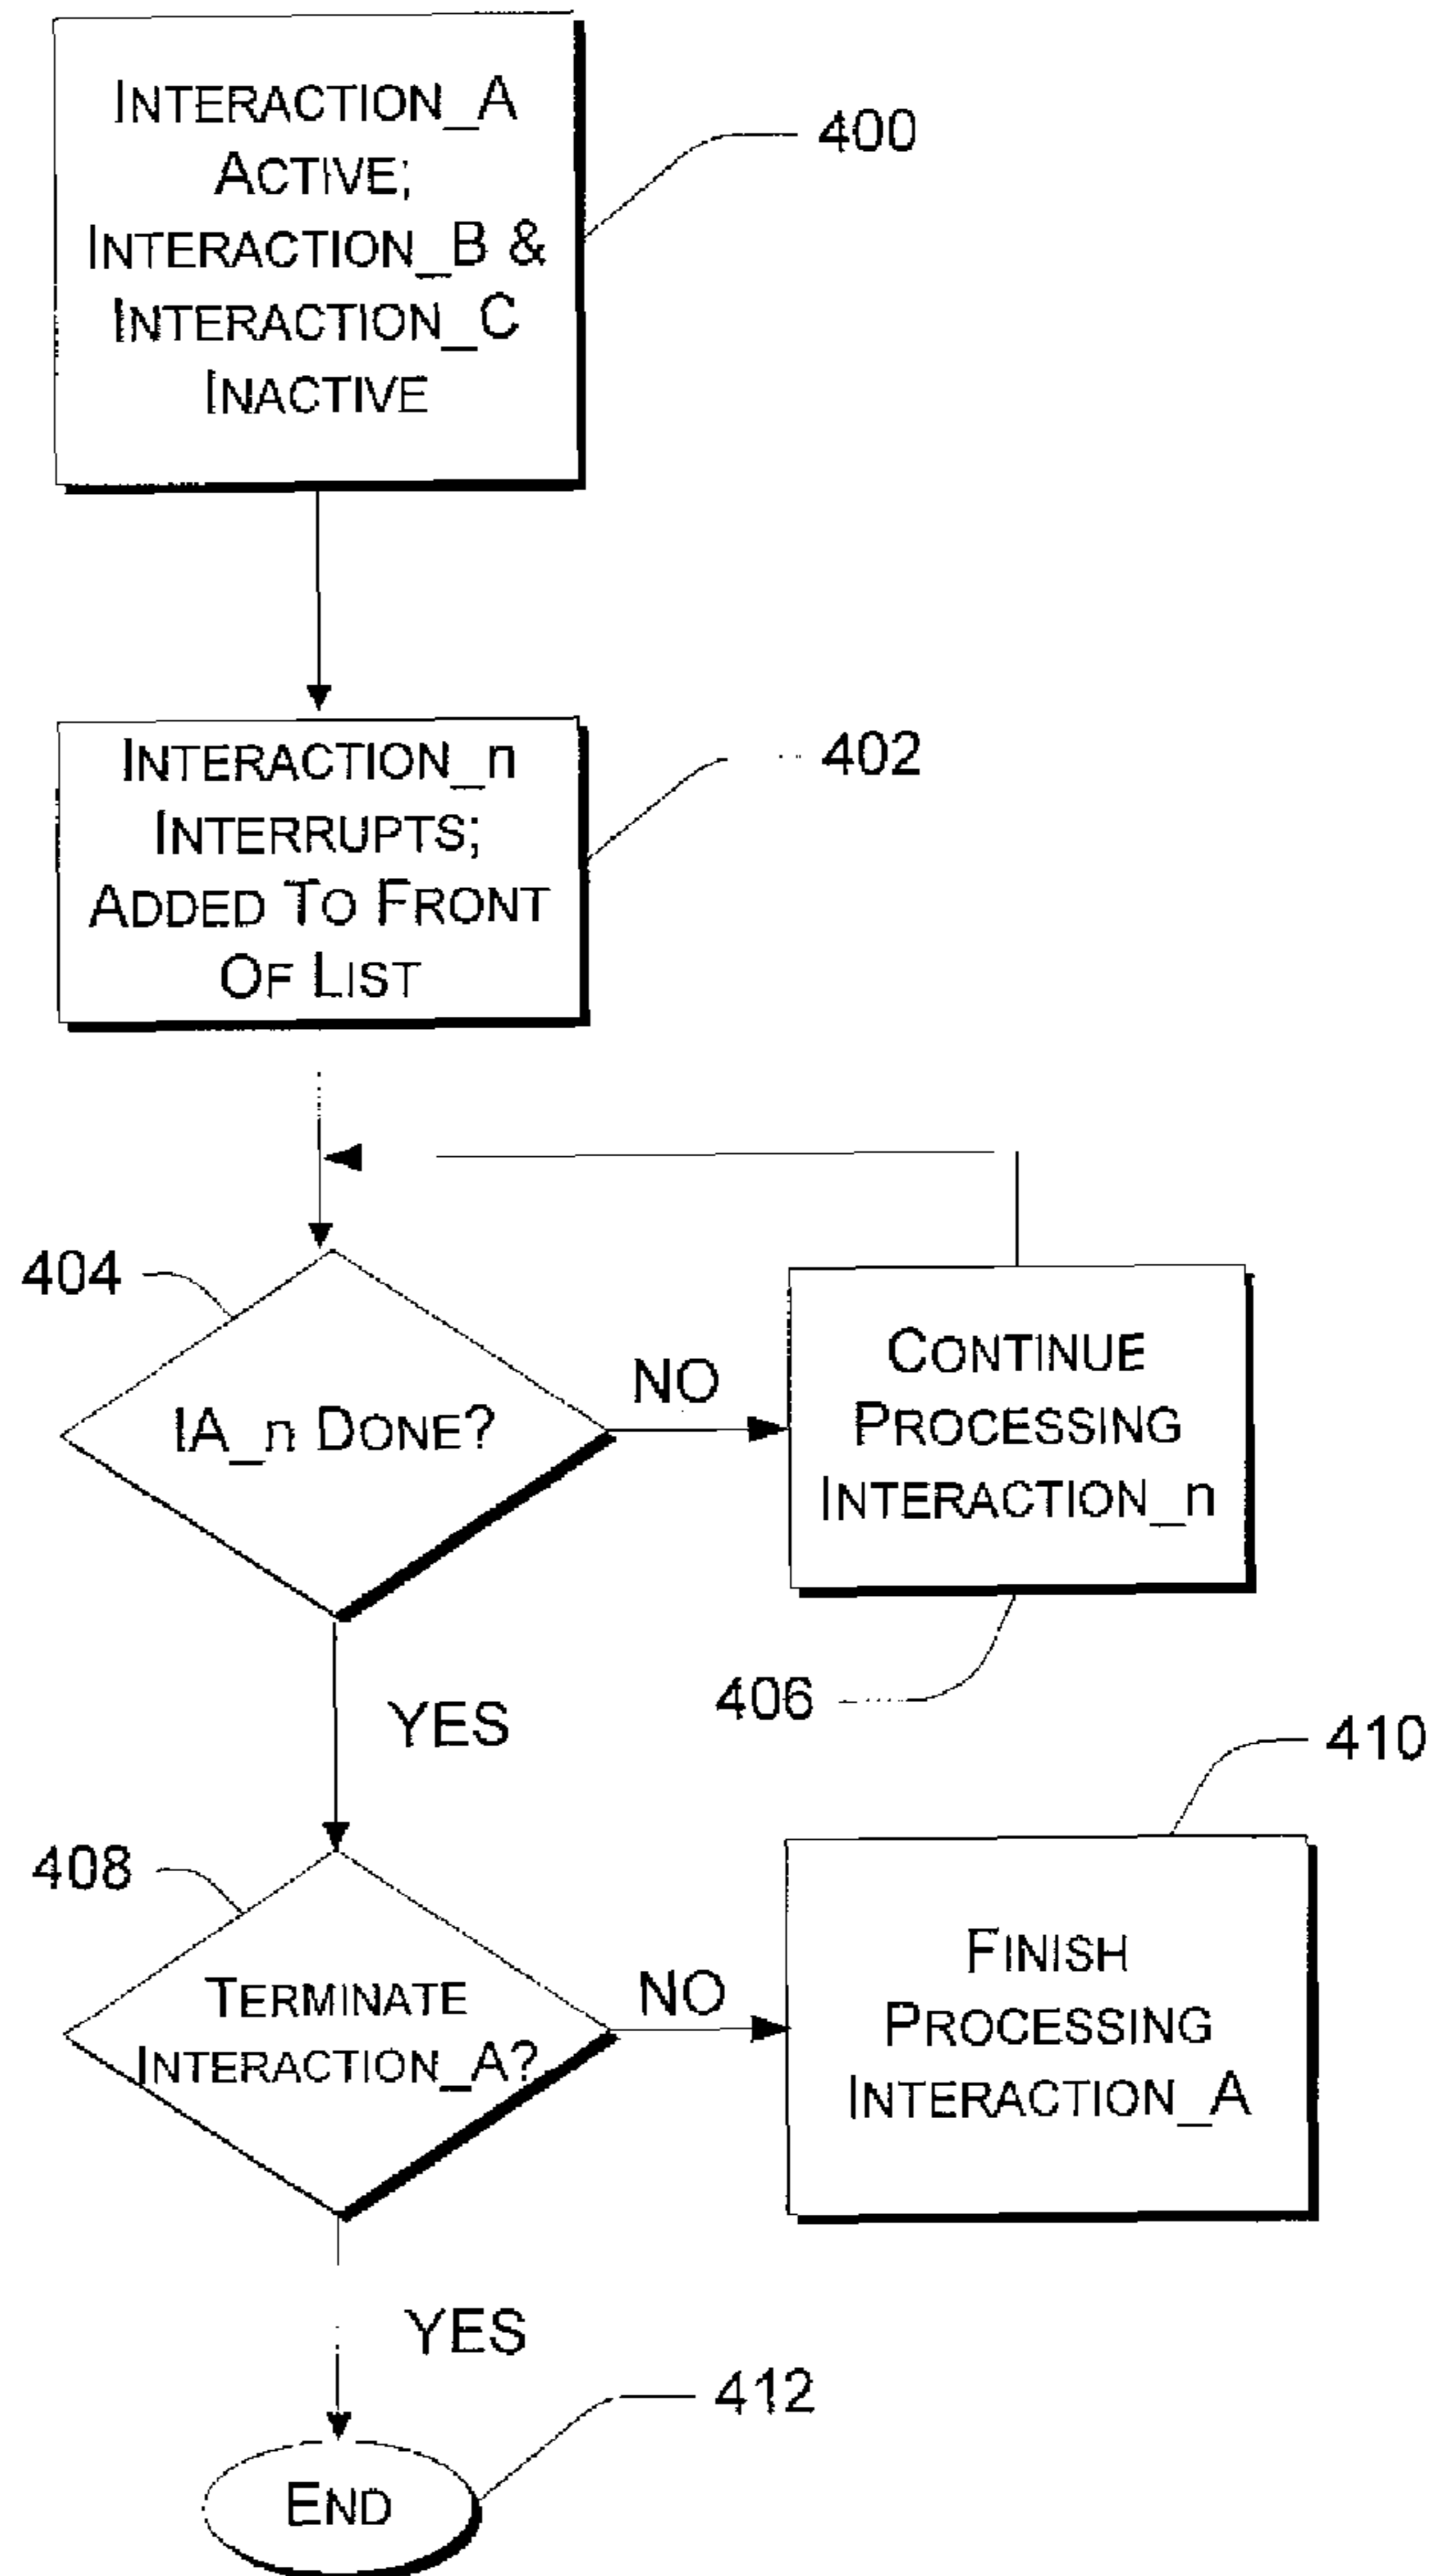 INTERACTION_A
ACTIVE;
INTERACTION_B &
INTERACTION_C
INACTIVE
400
INTERACTION_n
INTERRUPTS;
ADDED TO FRONT
OF LIST
402
404
IA_n DONE?
NO
CONTINUE
PROCESSING
INTERACTION_n
406
YES
408
TERMINATE
INTERACTION_A?
NO
410
FINISH
PROCESSING
INTERACTION_A
YES
412
END